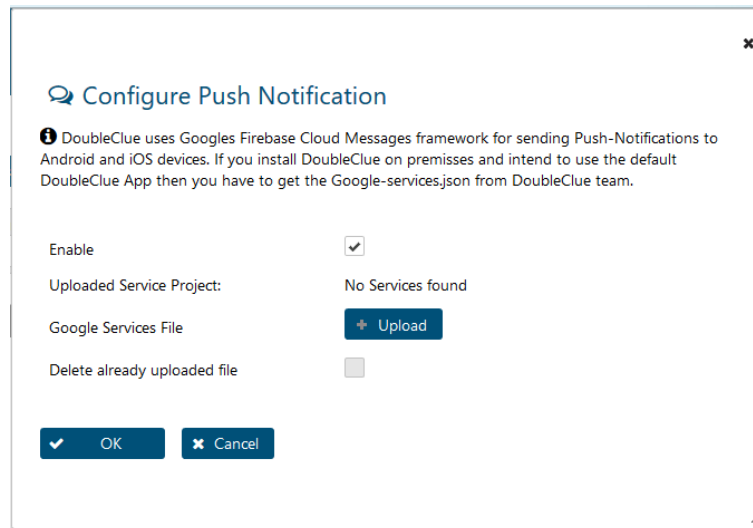 Configure Push Notification
DoubleClue uses Googles Firebase Cloud Messages framework for sending Push-Notifications to
Android and iOS devices. If you install DoubleClue on premisses and intend to use the default
DoubleClue App then you have to get the Google-services.json from DoubleClue team.
Enable
Uploaded Service Project: No Services found
Google Services File + Upload
Delete already uploaded file
OK Cancel